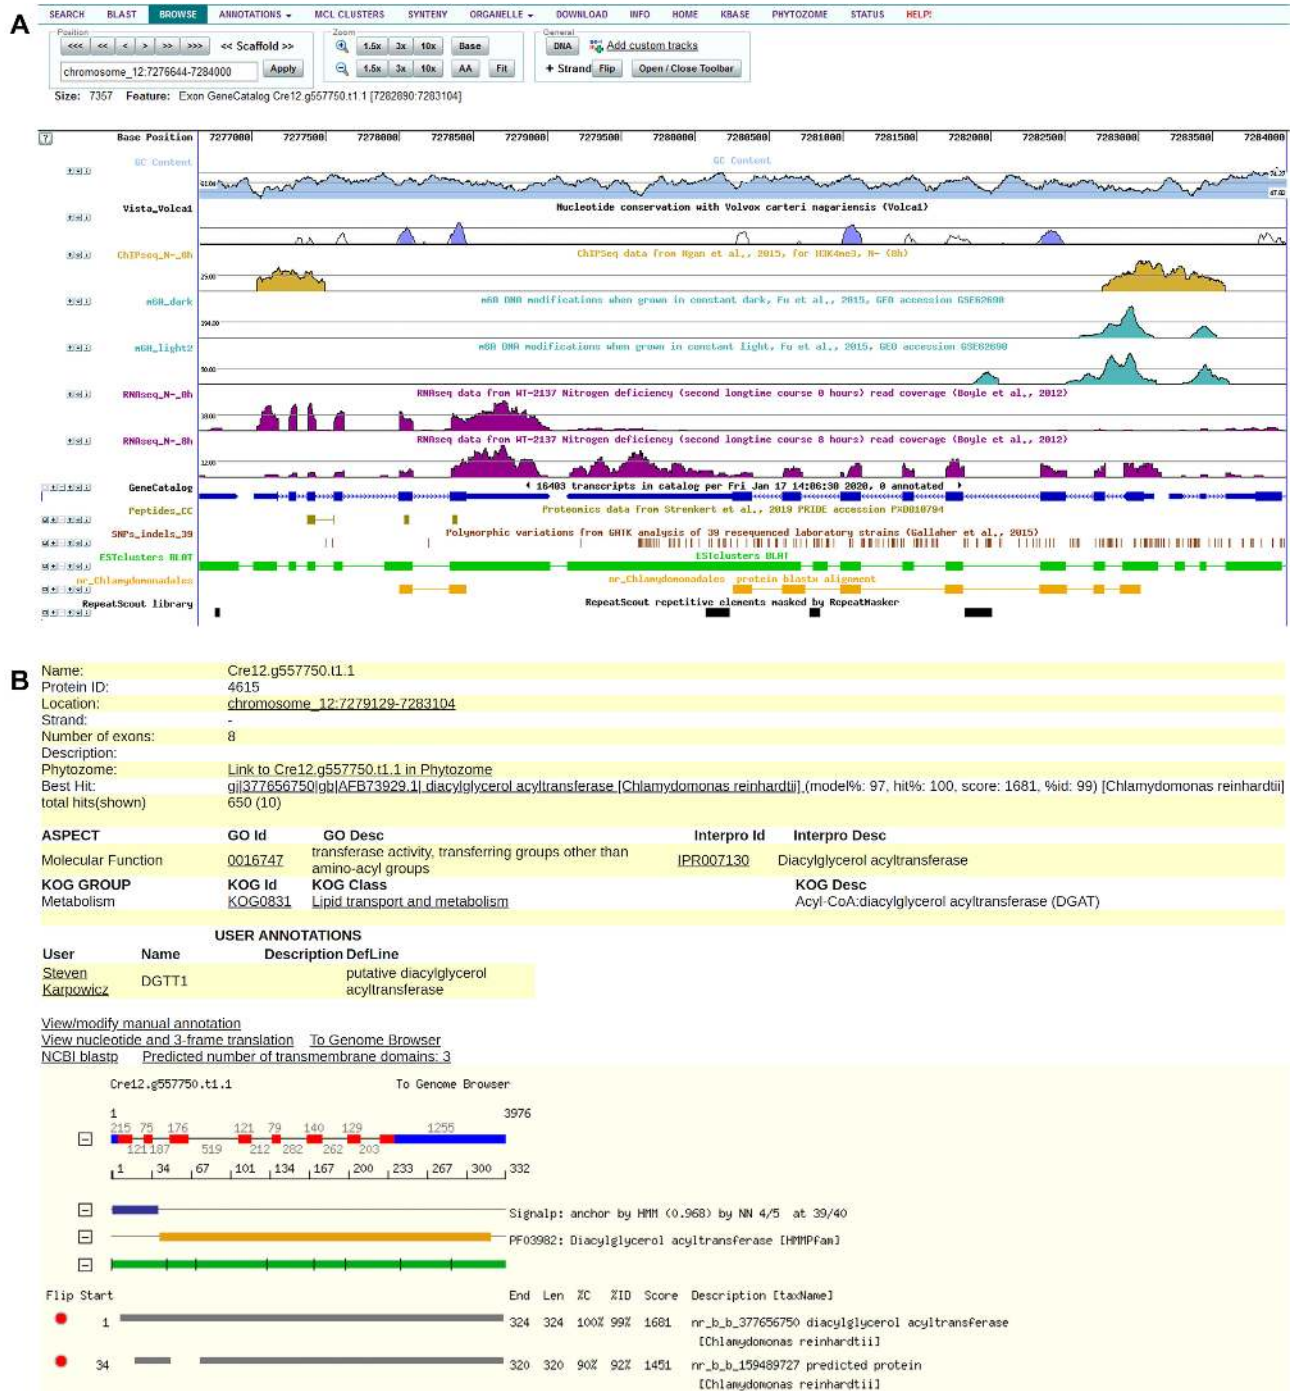 A
SEARCH BLAST BROWSE ANNOTATIONS MCL CLUSTERS SYNTENY ORGANELLE DOWNLOAD INFO HOME KBASE PHYTOZOME STATUS HELP!
Position Zoom General
<<< << < > >> >>> << Scaffold >> 1.5x 3x 10x Base DNA Add custom tracks
chromosome_12:7276644-7284000 Apply 1.5x 3x 10x AA Fit + Strand Flip Open / Close Toolbar
Size: 7357 Feature: Exon GeneCatalog Cre12.g557750.t1.1 [7282890:7283104]
? Base Position 7277000 7277500 7278000 7278500 7279000 7279500 7280000 7280500 7281000 7281500 7282000 7282500 7283000 7283500 7284000
GC Content GC Content
Vista_Volca1 Nucleotide conservation with Volvox carteri nagariensis (Volca1)
ChIPseq_N-_0h ChIPSeq data from Ngan et al., 2015, for H3K4me3, N- (0h)
25.00
m6A_dark m6A DNA modifications when grown in constant dark, Fu et al., 2015, GEO accession GSE62690
m6A_light2 m6A DNA modifications when grown in constant light, Fu et al., 2015, GEO accession GSE62690
RNAseq_N-_0h RNAseq data from WT-2137 Nitrogen deficiency (second longtime course 0 hours) read coverage (Boyle et al., 2012)
RNAseq_N-_8h RNAseq data from WT-2137 Nitrogen deficiency (second longtime course 8 hours) read coverage (Boyle et al., 2012)
12.00
GeneCatalog 16403 transcripts in catalog per Fri Jan 17 14:06:30 2020, 0 annotated
Peptides_CC Proteomics data from Strenkert et al., 2019 PRIDE accession PXD010794
SNPs_indels_39 Polymorphic variations from GATK analysis of 39 resequenced laboratory strains (Gallaher et al., 2015)
ESTclusters BLAT ESTclusters BLAT
nr_Chlamydomonadales nr_Chlamydomonadales protein blastx alignment
RepeatScout library RepeatScout repetitive elements masked by RepeatMasker
B
Name: Cre12.g557750.t1.1
Protein ID: 4615
Location: chromosome_12:7279129-7283104
Strand: -
Number of exons: 8
Description:
Phytozome: Link to Cre12.g557750.t1.1 in Phytozome
Best Hit: gi|377656750|gb|AFB73929.1| diacylglycerol acyltransferase [Chlamydomonas reinhardtii] (model%: 97, hit%: 100, score: 1681, %id: 99) [Chlamydomonas reinhardtii]
total hits(shown) 650 (10)
ASPECT GO Id GO Desc Interpro Id Interpro Desc
Molecular Function 0016747 transferase activity, transferring groups other than amino-acyl groups IPR007130 Diacylglycerol acyltransferase
KOG GROUP KOG Id KOG Class KOG Desc
Metabolism KOG0831 Lipid transport and metabolism Acyl-CoA:diacylglycerol acyltransferase (DGAT)
USER ANNOTATIONS
User Name Description DefLine
Steven Karpowicz DGTT1 putative diacylglycerol acyltransferase
View/modify manual annotation
View nucleotide and 3-frame translation To Genome Browser
NCBI blastp Predicted number of transmembrane domains: 3
Cre12.g557750.t1.1 To Genome Browser
1 3976
215 75 176 121 79 140 129 1255
121 187 519 212 282 262 203
1 34 67 101 134 167 200 233 267 300 332
Signalp: anchor by HMM (0.968) by NN 4/5 at 39/40
PF03982: Diacylglycerol acyltransferase [HMMPfam]
Flip Start End Len %C %ID Score Description [taxName]
1 324 324 100% 99% 1681 nr_b_b_377656750 diacylglycerol acyltransferase
[Chlamydomonas reinhardtii]
34 320 320 90% 92% 1451 nr_b_b_159489727 predicted protein
[Chlamydomonas reinhardtii]